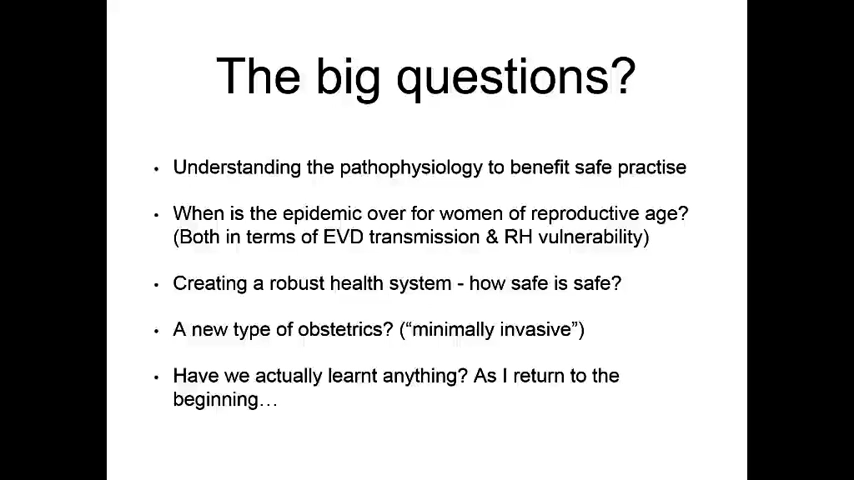 The big questions?
• Understanding the pathophysiology to benefit safe practise
• When is the epidemic over for women of reproductive age?
(Both in terms of EVD transmission & RH vulnerability)
• Creating a robust health system - how safe is safe?
• A new type of obstetrics? (“minimally invasive”)
• Have we actually learnt anything? As I return to the
beginning…